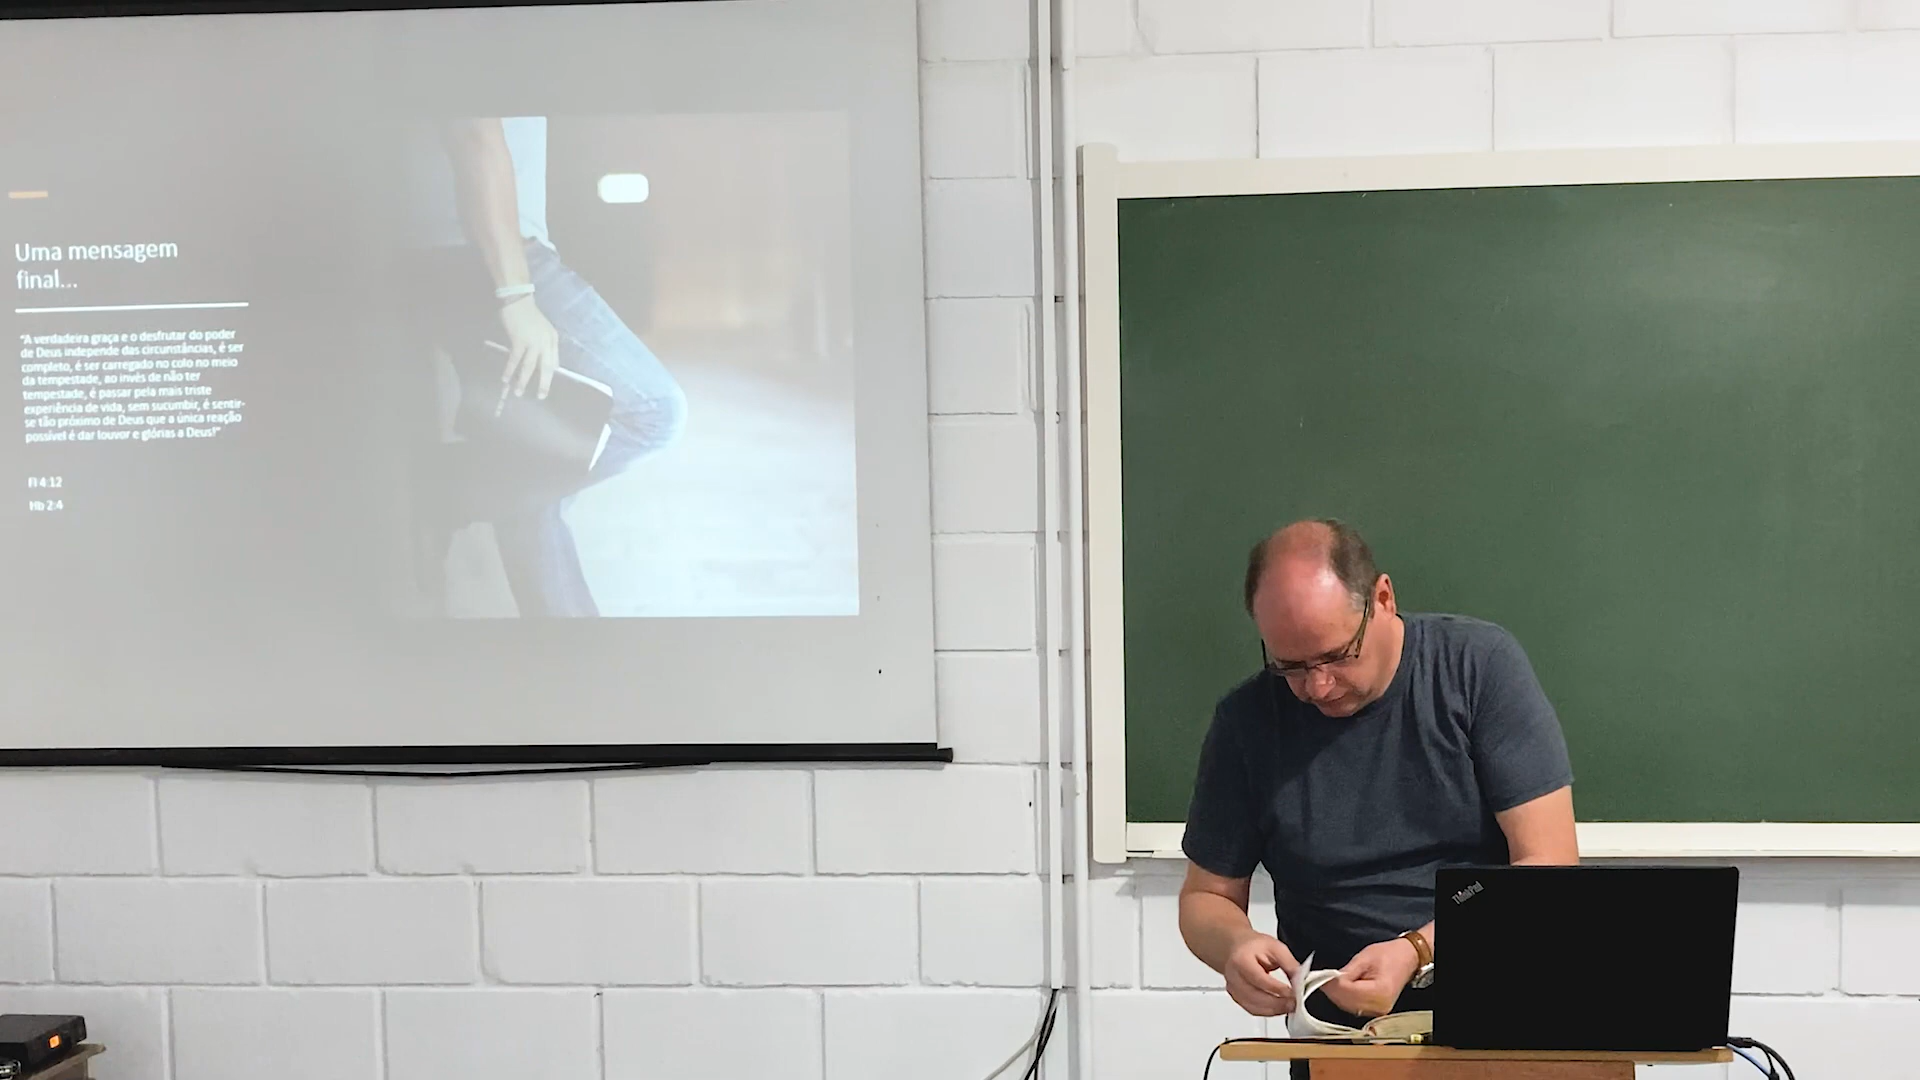 Uma mensagem
final...
"A verdadeira graça e o desfrutar do poder
de Deus independe das circunstâncias, é ser
completo, é ser carregado no colo no meio
da tempestade, ao invés de não ter
tempestade, é passar pela mais triste
experiência de vida, sem sucumbir, é sentir-
se tão próximo de Deus que a única reação
possível é dar louvor e glórias a Deus!"
Fl 4:12
Hb 2:4
ThinkPad